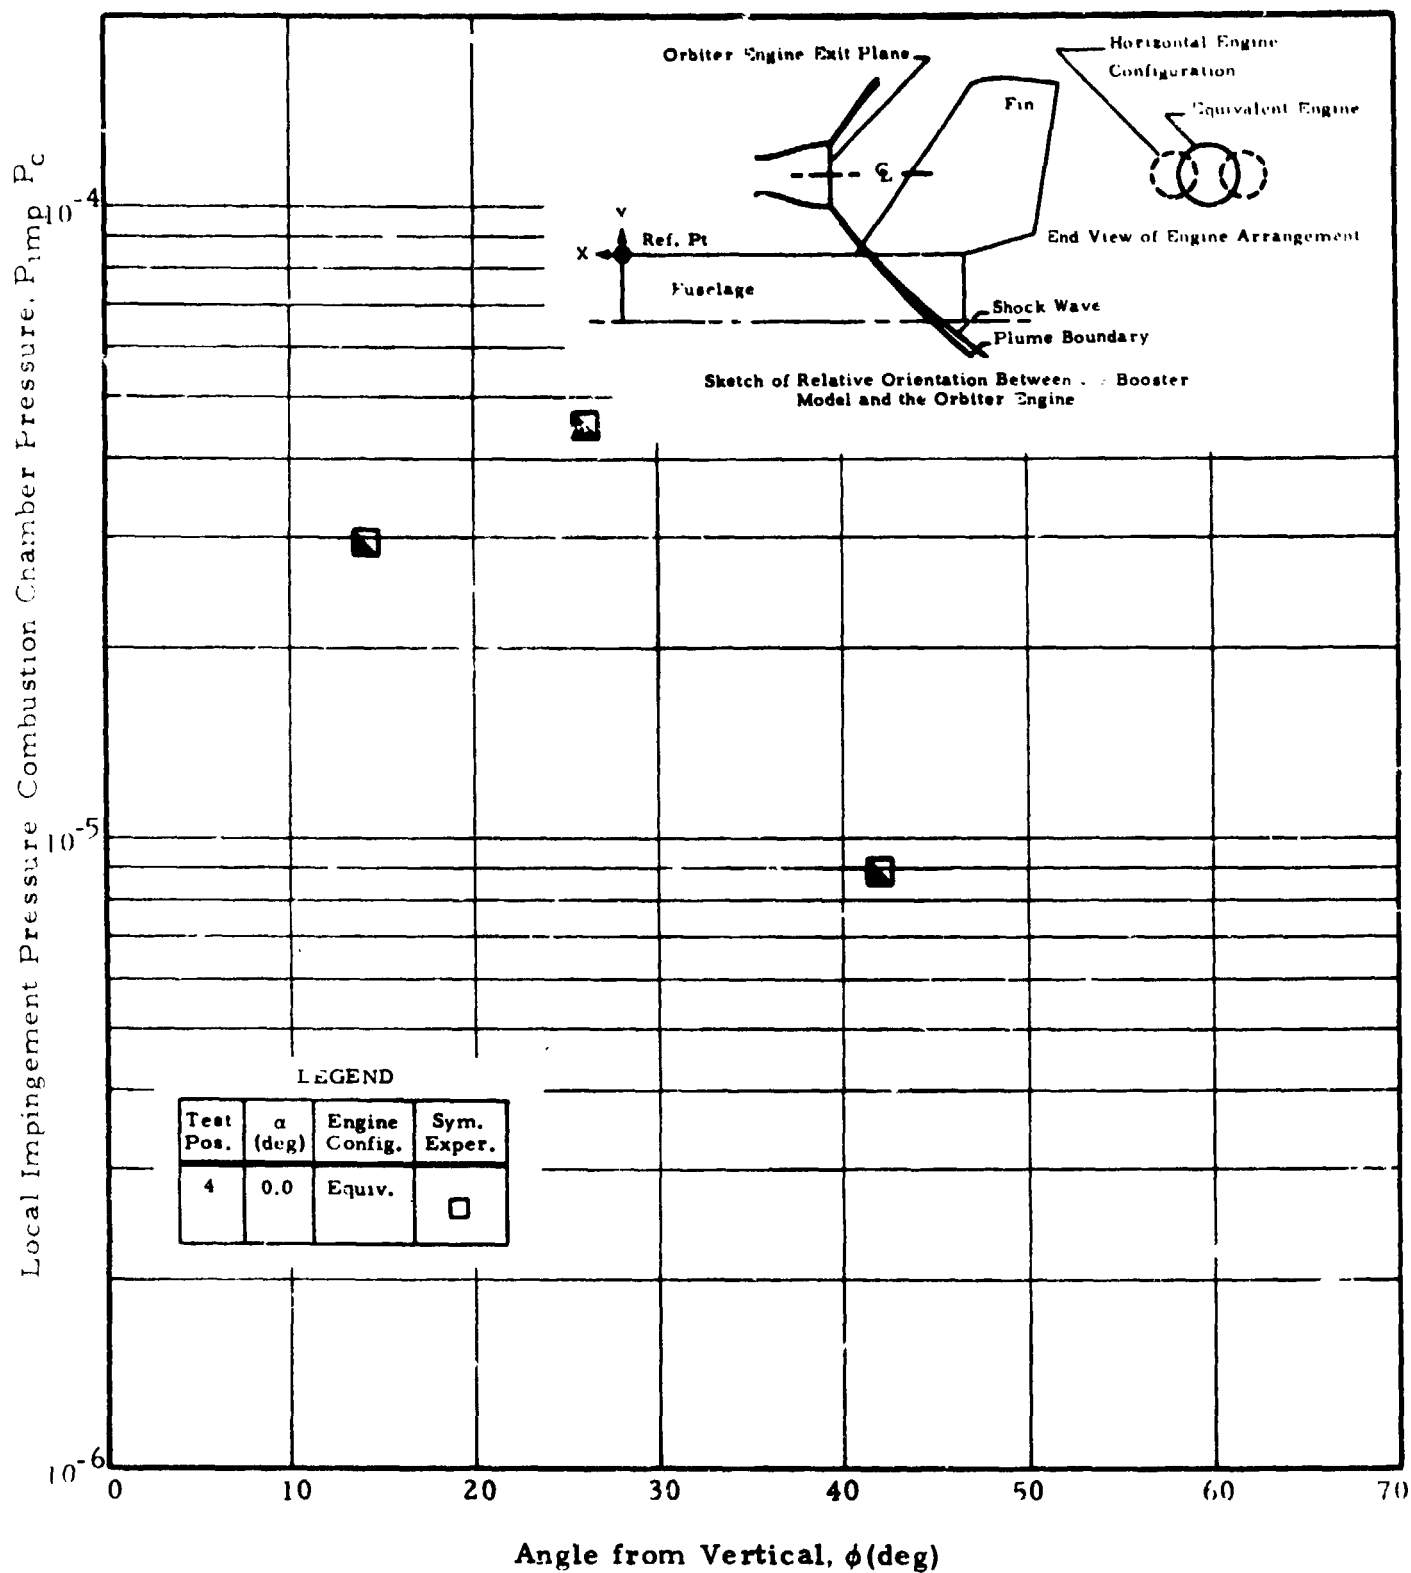 Orbiter Engine Exit Plane
Horizontal Engine
Configuration
Fin
Equivalent Engine
℄
End View of Engine Arrangement
Y
X
Ref. Pt
Fuselage
Shock Wave
Plume Boundary
Sketch of Relative Orientation Between Booster
Model and the Orbiter Engine
Local Impingement Pressure Combustion Chamber Pressure, Pimp Pc
10-4
10-5
10-6
LEGEND
Test Pos. α (deg) Engine Config. Sym. Exper.
4 0.0 Equiv.
0 10 20 30 40 50 60 70
Angle from Vertical, ϕ(deg)